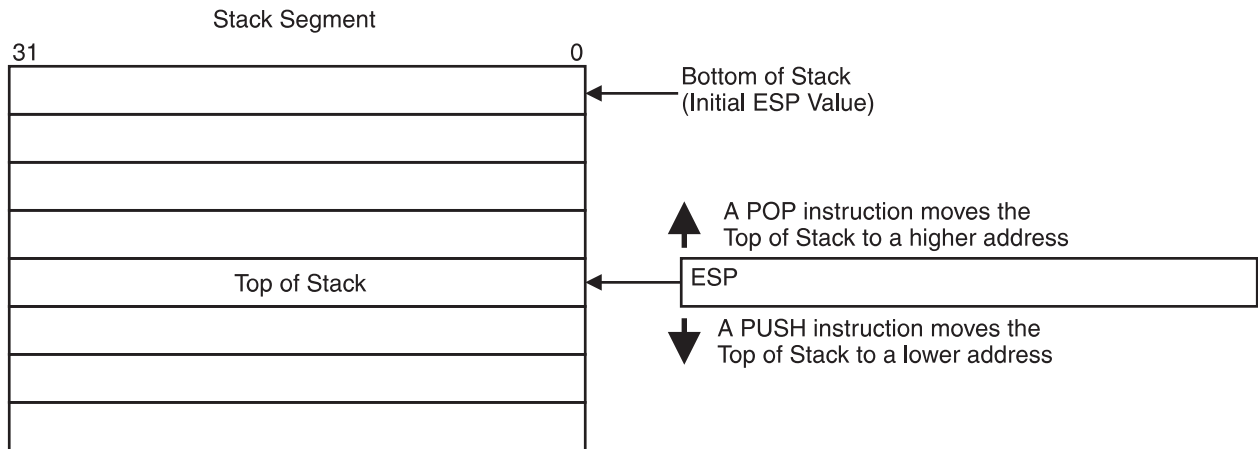 Stack Segment
31
0
Bottom of Stack
(Initial ESP Value)
A POP instruction moves the
Top of Stack to a higher address
Top of Stack
ESP
A PUSH instruction moves the
Top of Stack to a lower address